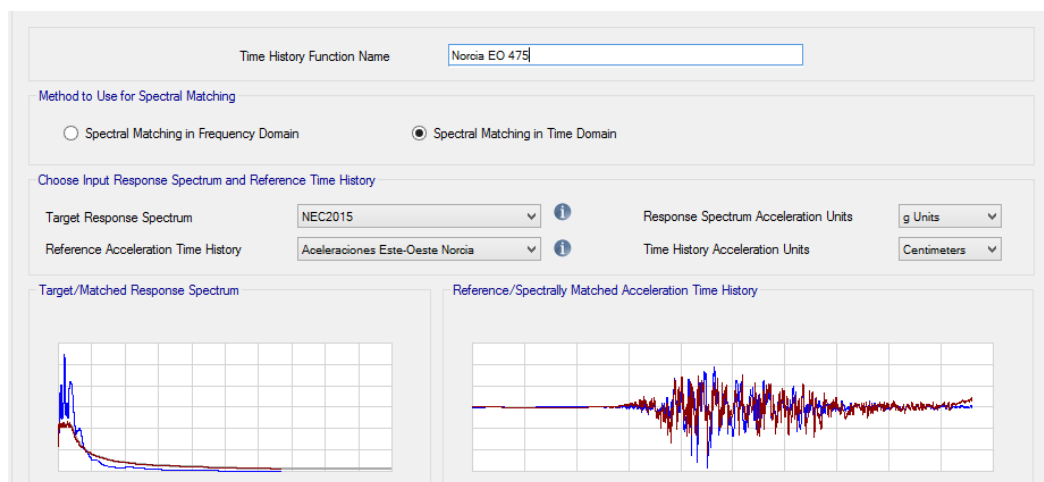 Time History Function Name Norcia EO 475
Method to Use for Spectral Matching
Spectral Matching in Frequency Domain Spectral Matching in Time Domain
Choose Input Response Spectrum and Reference Time History
Target Response Spectrum NEC2015 Response Spectrum Acceleration Units g Units
Reference Acceleration Time History Aceleraciones Este-Oeste Norcia Time History Acceleration Units Centimeters
Target/Matched Response Spectrum Reference/Spectrally Matched Acceleration Time History